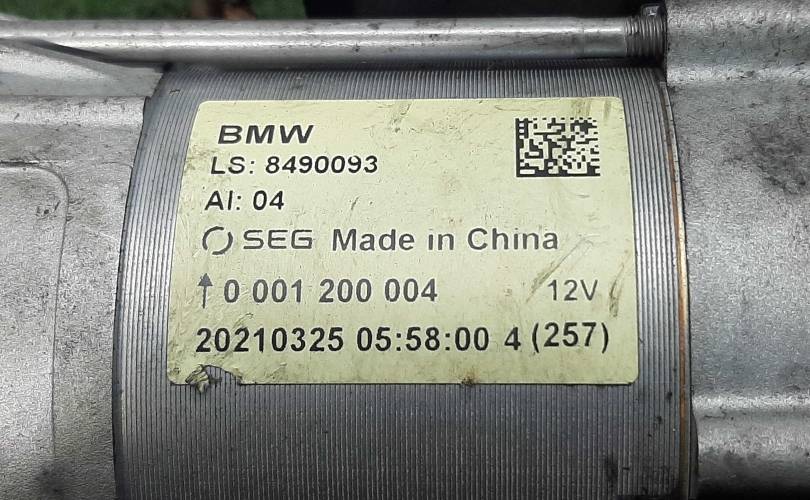 BMW
LS: 8490093
AI: 04
SEG Made in China
↑ 0 001 200 004 12V
20210325 05:58:00 4 (257)